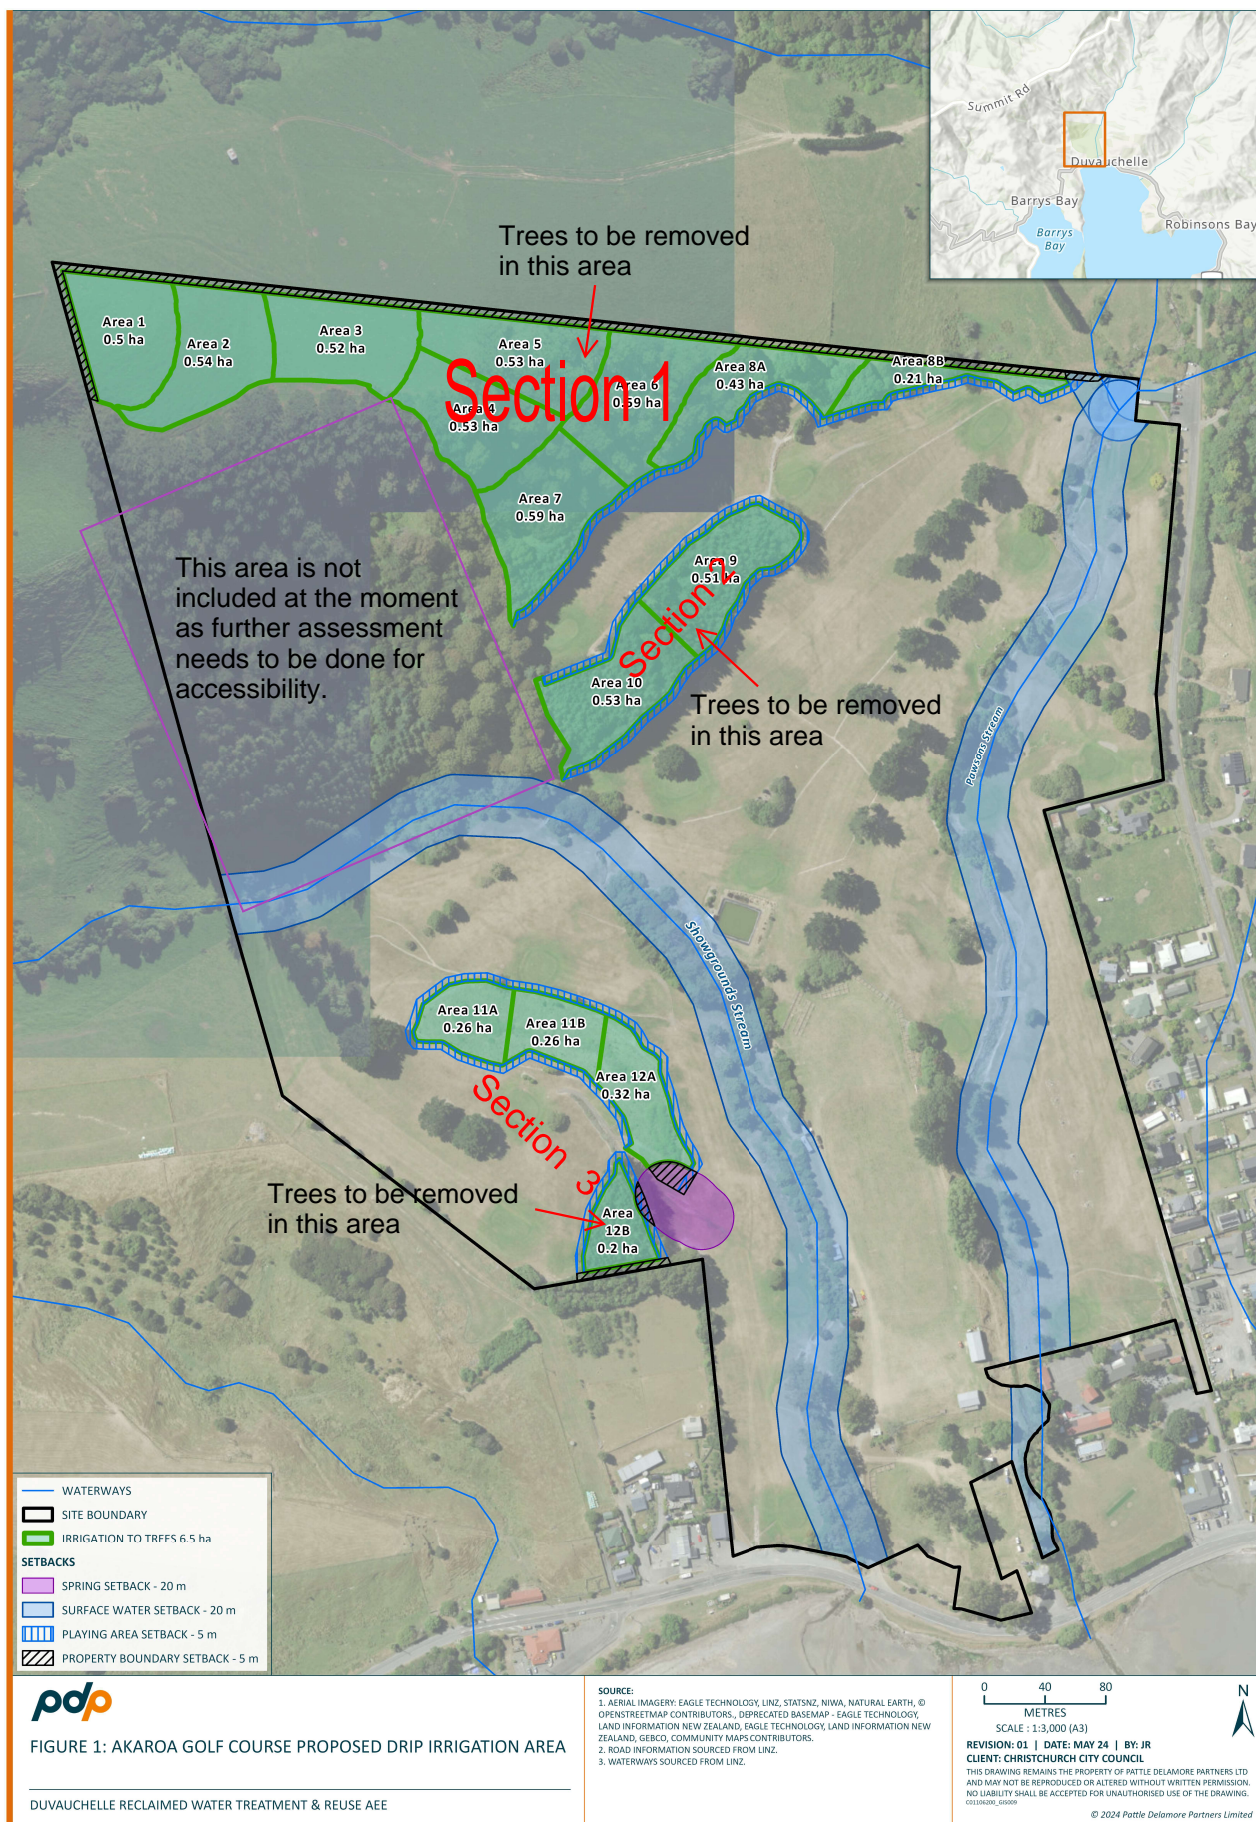 Summit Rd
Duvauchelle
Barrys Bay
Robinsons Bay
Barrys
Bay
Trees to be removed
in this area
Area 1
0.5 ha
Area 2
0.54 ha
Area 3
0.52 ha
Area 5
0.53 ha
Area 8A
0.43 ha
Area 8B
0.21 ha
Section 1
Area 6
0.59 ha
Area 4
0.53 ha
Area 7
0.59 ha
This area is not
included at the moment
as further assessment
needs to be done for
accessibility.
Area 9
0.51 ha
Section 2
Area 10
0.53 ha
Trees to be removed
in this area
Pawsons Stream
Showgrounds Stream
Area 11A
0.26 ha
Area 11B
0.26 ha
Area 12A
0.32 ha
Section 3
Trees to be removed
in this area
Area
12B
0.2 ha
WATERWAYS
SITE BOUNDARY
IRRIGATION TO TREES 6.5 ha
SETBACKS
SPRING SETBACK - 20 m
SURFACE WATER SETBACK - 20 m
PLAYING AREA SETBACK - 5 m
PROPERTY BOUNDARY SETBACK - 5 m
pdp
FIGURE 1: AKAROA GOLF COURSE PROPOSED DRIP IRRIGATION AREA
DUVAUCHELLE RECLAIMED WATER TREATMENT & REUSE AEE
SOURCE:
1. AERIAL IMAGERY: EAGLE TECHNOLOGY, LINZ, STATSNZ, NIWA, NATURAL EARTH, ©
OPENSTREETMAP CONTRIBUTORS., DEPRECATED BASEMAP - EAGLE TECHNOLOGY,
LAND INFORMATION NEW ZEALAND, EAGLE TECHNOLOGY, LAND INFORMATION NEW
ZEALAND, GEBCO, COMMUNITY MAPS CONTRIBUTORS.
2. ROAD INFORMATION SOURCED FROM LINZ.
3. WATERWAYS SOURCED FROM LINZ.
0 40 80
METRES
SCALE : 1:3,000 (A3)
N
REVISION: 01 | DATE: MAY 24 | BY: JR
CLIENT: CHRISTCHURCH CITY COUNCIL
THIS DRAWING REMAINS THE PROPERTY OF PATTLE DELAMORE PARTNERS LTD
AND MAY NOT BE REPRODUCED OR ALTERED WITHOUT WRITTEN PERMISSION.
NO LIABILITY SHALL BE ACCEPTED FOR UNAUTHORISED USE OF THE DRAWING.
C01106200_GIS009
© 2024 Pattle Delamore Partners Limited